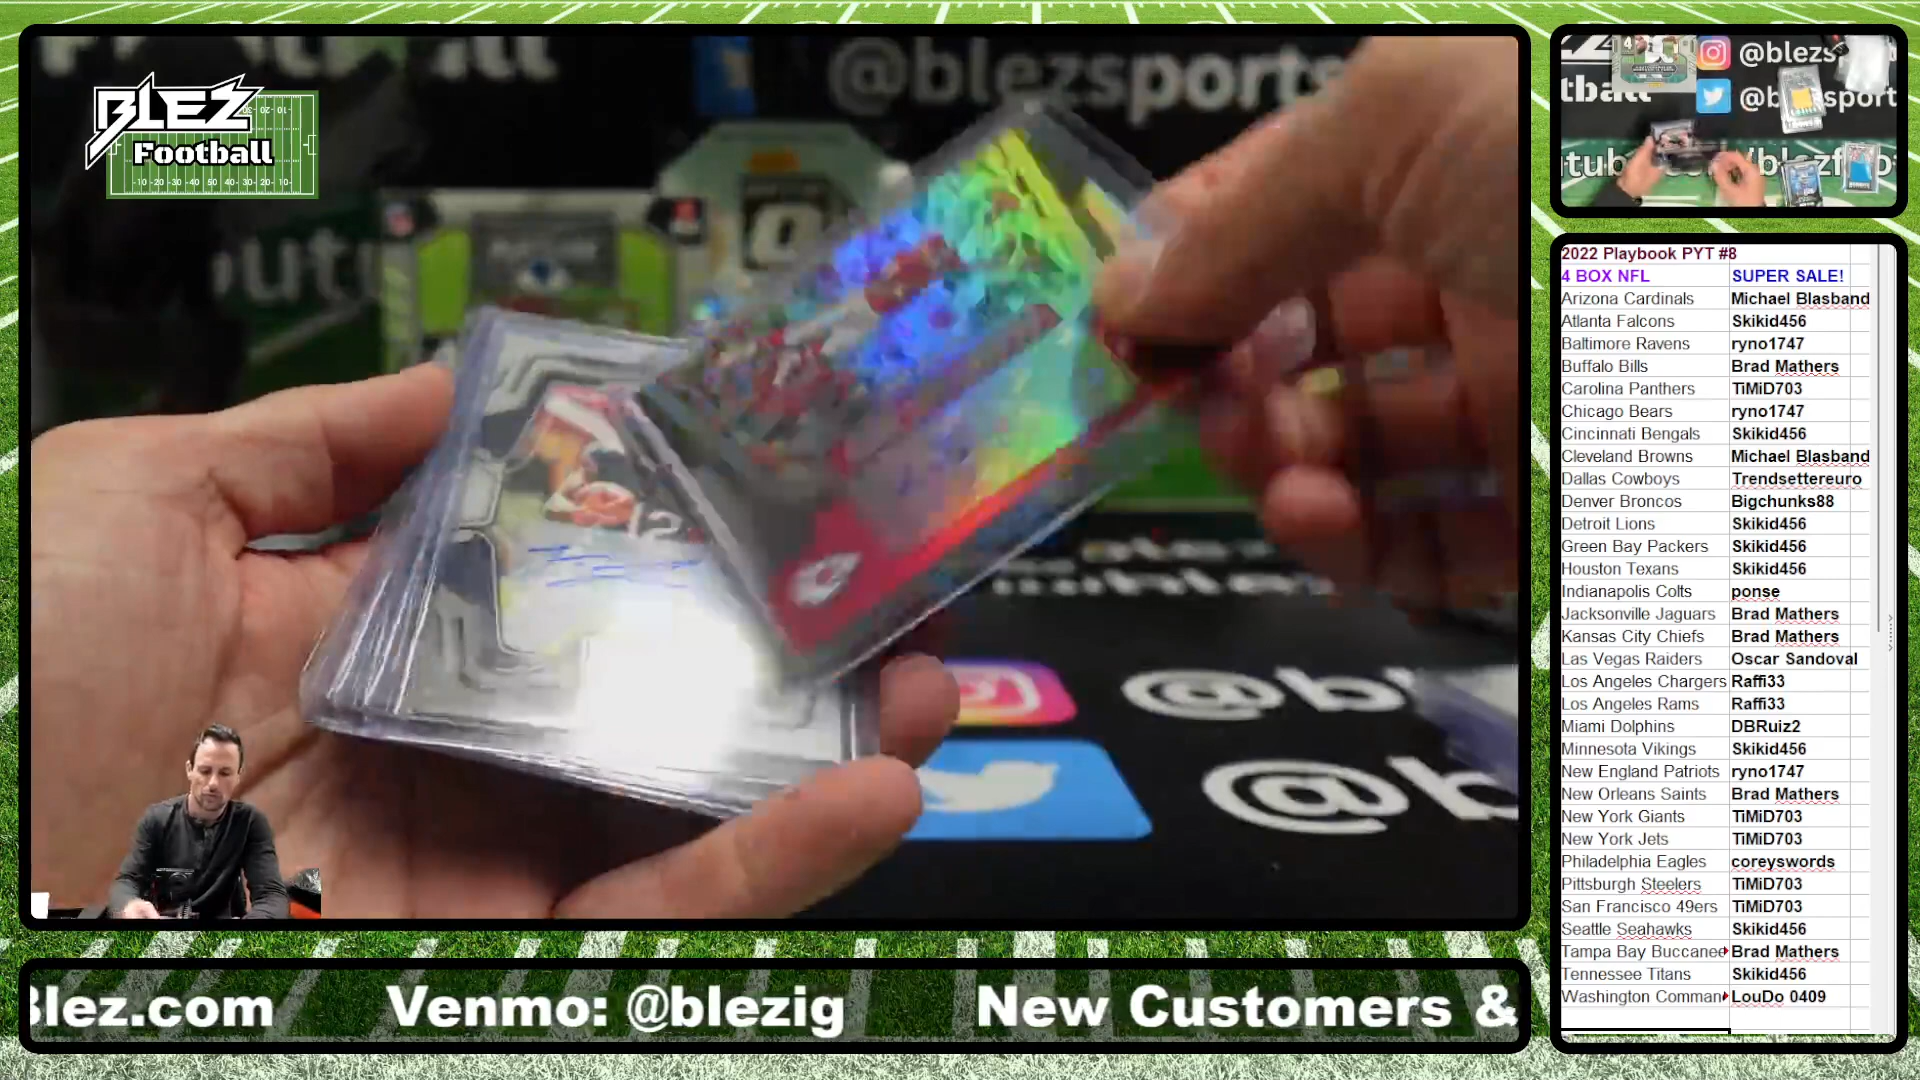 BLEZ
Football
@blezsports
@b
@b
@blezs
@b sport
2022 Playbook PYT #8
4 BOX NFL SUPER SALE!
Arizona Cardinals Michael Blasband
Atlanta Falcons Skikid456
Baltimore Ravens ryno1747
Buffalo Bills Brad Mathers
Carolina Panthers TiMiD703
Chicago Bears ryno1747
Cincinnati Bengals Skikid456
Cleveland Browns Michael Blasband
Dallas Cowboys Trendsettereuro
Denver Broncos Bigchunks88
Detroit Lions Skikid456
Green Bay Packers Skikid456
Houston Texans Skikid456
Indianapolis Colts ponse
Jacksonville Jaguars Brad Mathers
Kansas City Chiefs Brad Mathers
Las Vegas Raiders Oscar Sandoval
Los Angeles Chargers Raffi33
Los Angeles Rams Raffi33
Miami Dolphins DBRuiz2
Minnesota Vikings Skikid456
New England Patriots ryno1747
New Orleans Saints Brad Mathers
New York Giants TiMiD703
New York Jets TiMiD703
Philadelphia Eagles coreyswords
Pittsburgh Steelers TiMiD703
San Francisco 49ers TiMiD703
Seattle Seahawks Skikid456
Tampa Bay Buccanee Brad Mathers
Tennessee Titans Skikid456
Washington Comman LouDo 0409
Blez.com Venmo: @blezig New Customers &